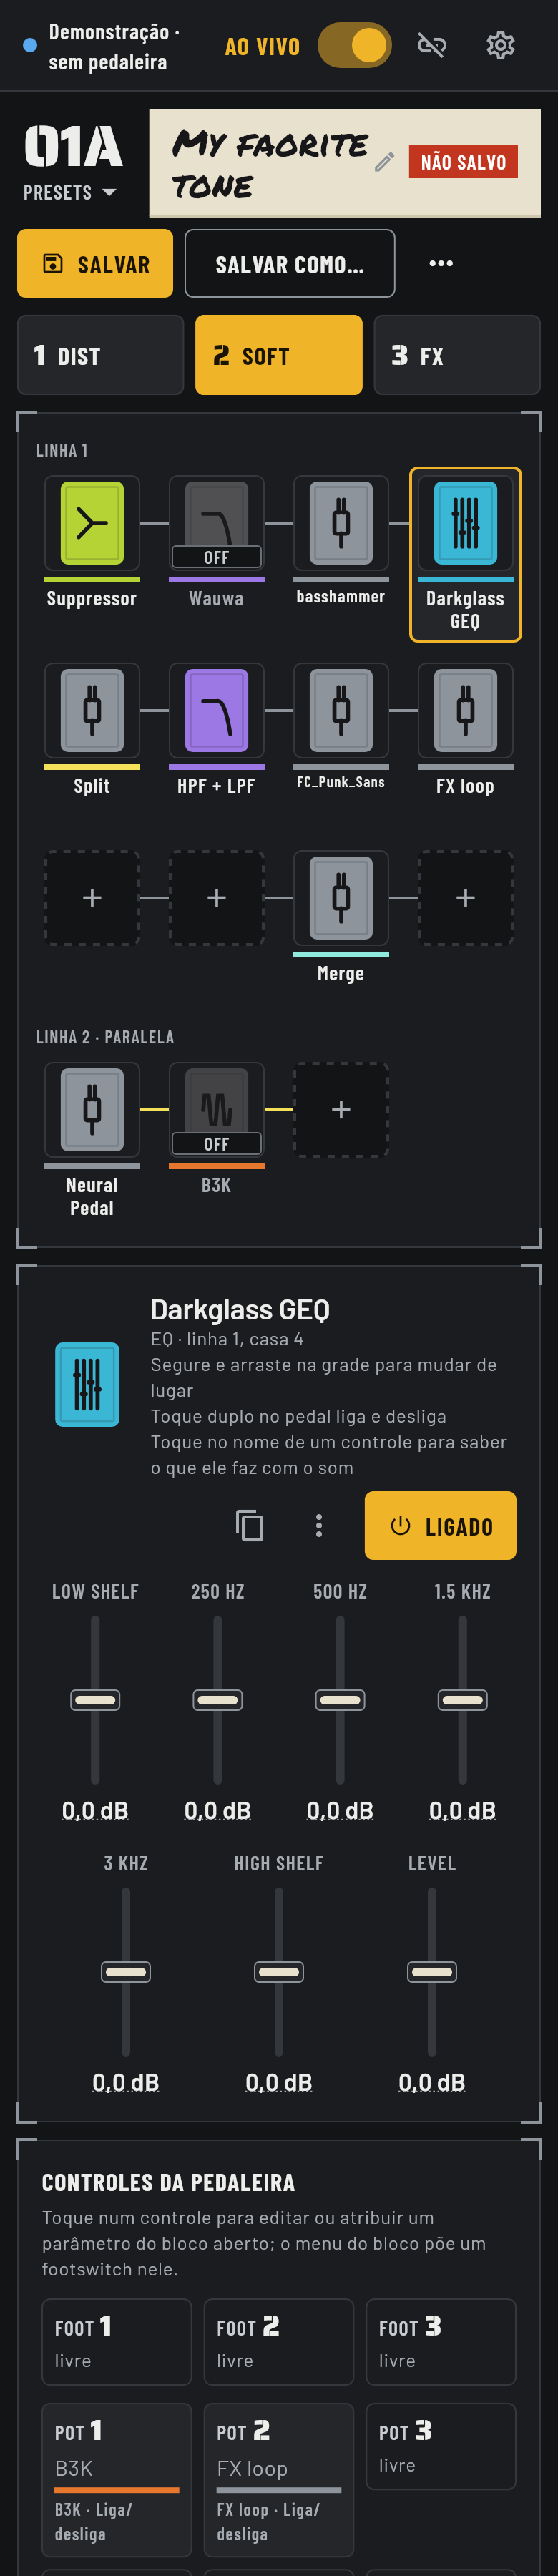 Demonstração ·
sem pedaleira
AO VIVO
01A
PRESETS
My faorite
tone
NÃO SALVO
SALVAR
SALVAR COMO...
1 DIST
2 SOFT
3 FX
LINHA 1
OFF
Suppressor
Wauwa
basshammer
Darkglass
GEQ
Split
HPF + LPF
FC_Punk_Sans
FX loop
Merge
LINHA 2 · PARALELA
OFF
Neural
Pedal
B3K
Darkglass GEQ
EQ · linha 1, casa 4
Segure e arraste na grade para mudar de
lugar
Toque duplo no pedal liga e desliga
Toque no nome de um controle para saber
o que ele faz com o som
LIGADO
LOW SHELF
250 HZ
500 HZ
1.5 KHZ
0,0 dB
0,0 dB
0,0 dB
0,0 dB
3 KHZ
HIGH SHELF
LEVEL
0,0 dB
0,0 dB
0,0 dB
CONTROLES DA PEDALEIRA
Toque num controle para editar ou atribuir um
parâmetro do bloco aberto; o menu do bloco põe um
footswitch nele.
FOOT 1
livre
FOOT 2
livre
FOOT 3
livre
POT 1
B3K
B3K · Liga/
desliga
POT 2
FX loop
FX loop · Liga/
desliga
POT 3
livre